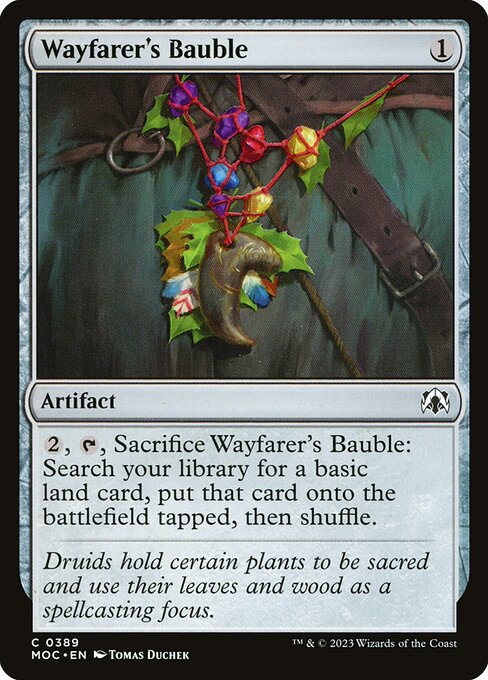 Wayfarer's Bauble 1
Artifact
2, T, Sacrifice Wayfarer's Bauble:
Search your library for a basic
land card, put that card onto the
battlefield tapped, then shuffle.
Druids hold certain plants to be sacred
and use their leaves and wood as a
spellcasting focus.
C 0389
MOC • EN Tomas Duchek
™ & © 2023 Wizards of the Coast